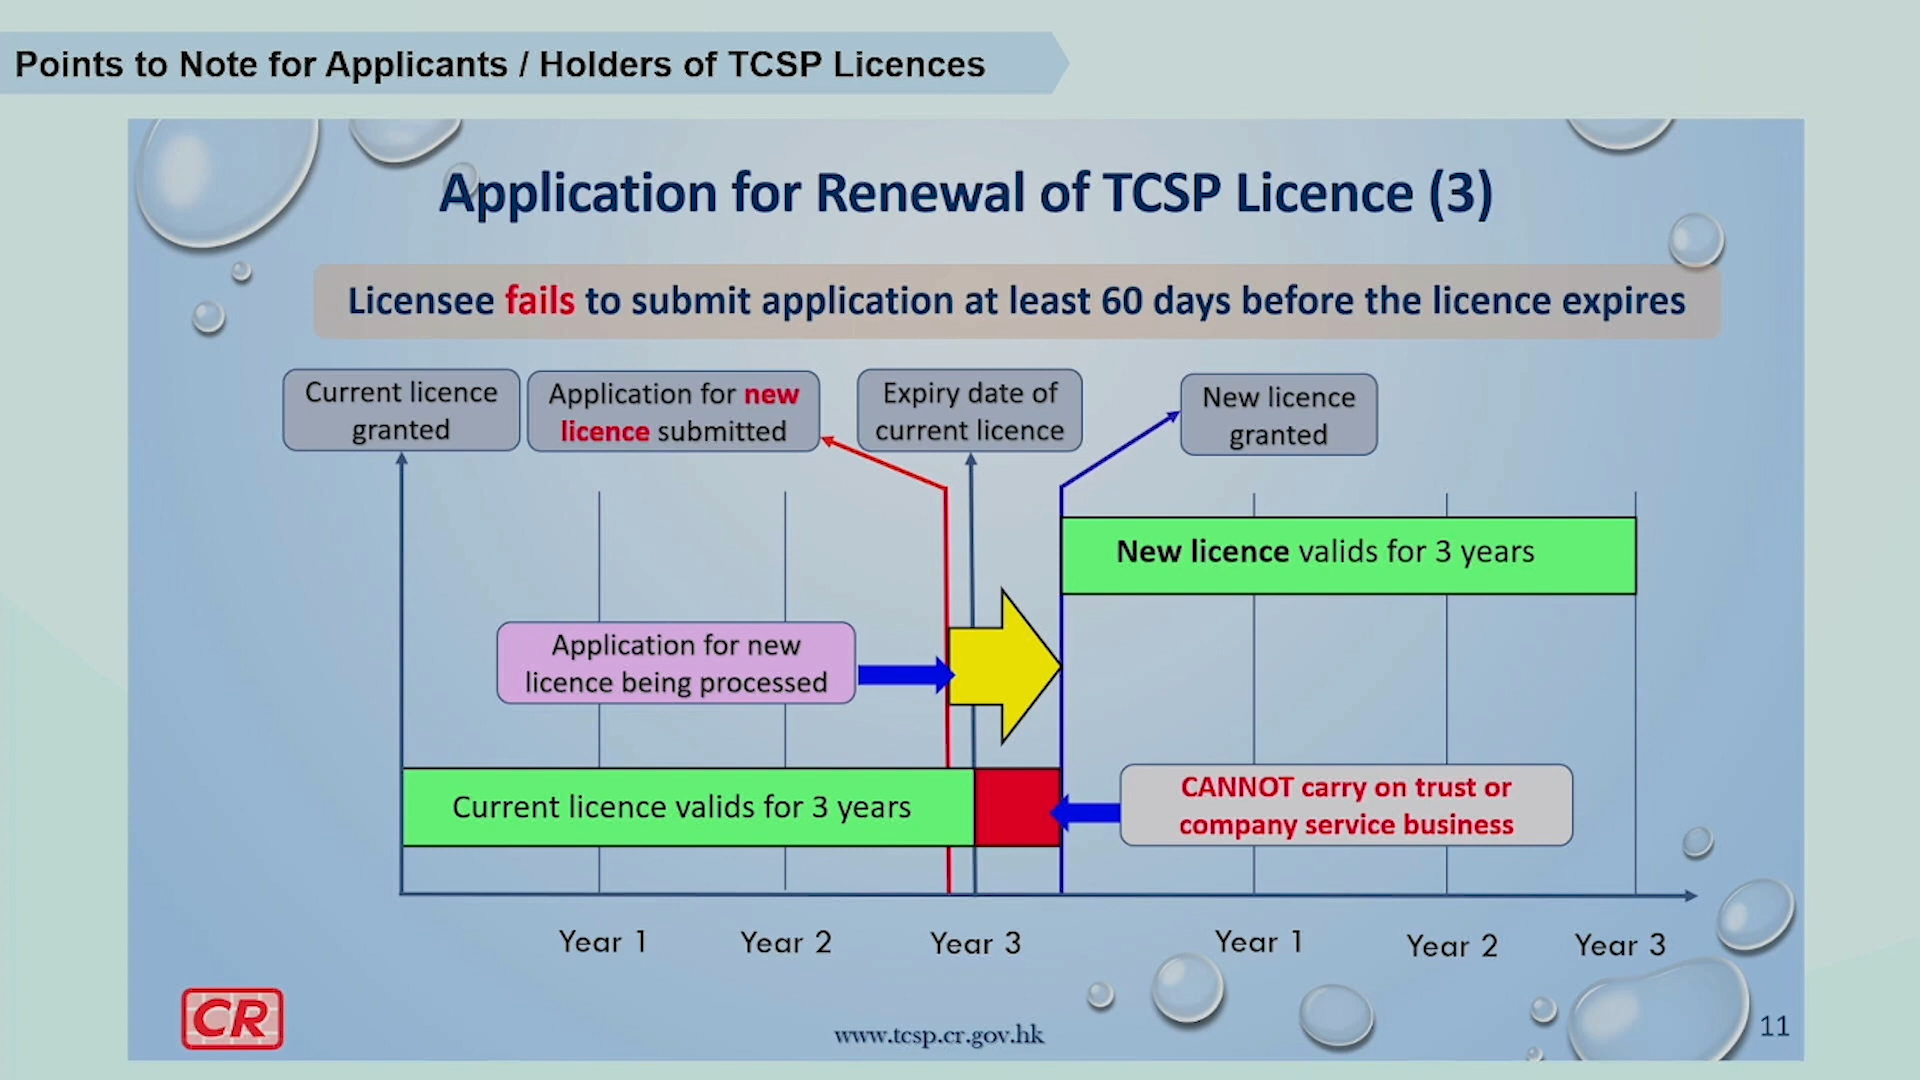 Points to Note for Applicants / Holders of TCSP Licences
Application for Renewal of TCSP Licence (3)
Licensee fails to submit application at least 60 days before the licence expires
Current licence
granted
Application for new
licence submitted
Expiry date of
current licence
New licence
granted
New licence valids for 3 years
Application for new
licence being processed
Current licence valids for 3 years
CANNOT carry on trust or
company service business
Year 1
Year 2
Year 3
Year 1
Year 2
Year 3
CR
www.tcsp.cr.gov.hk
11